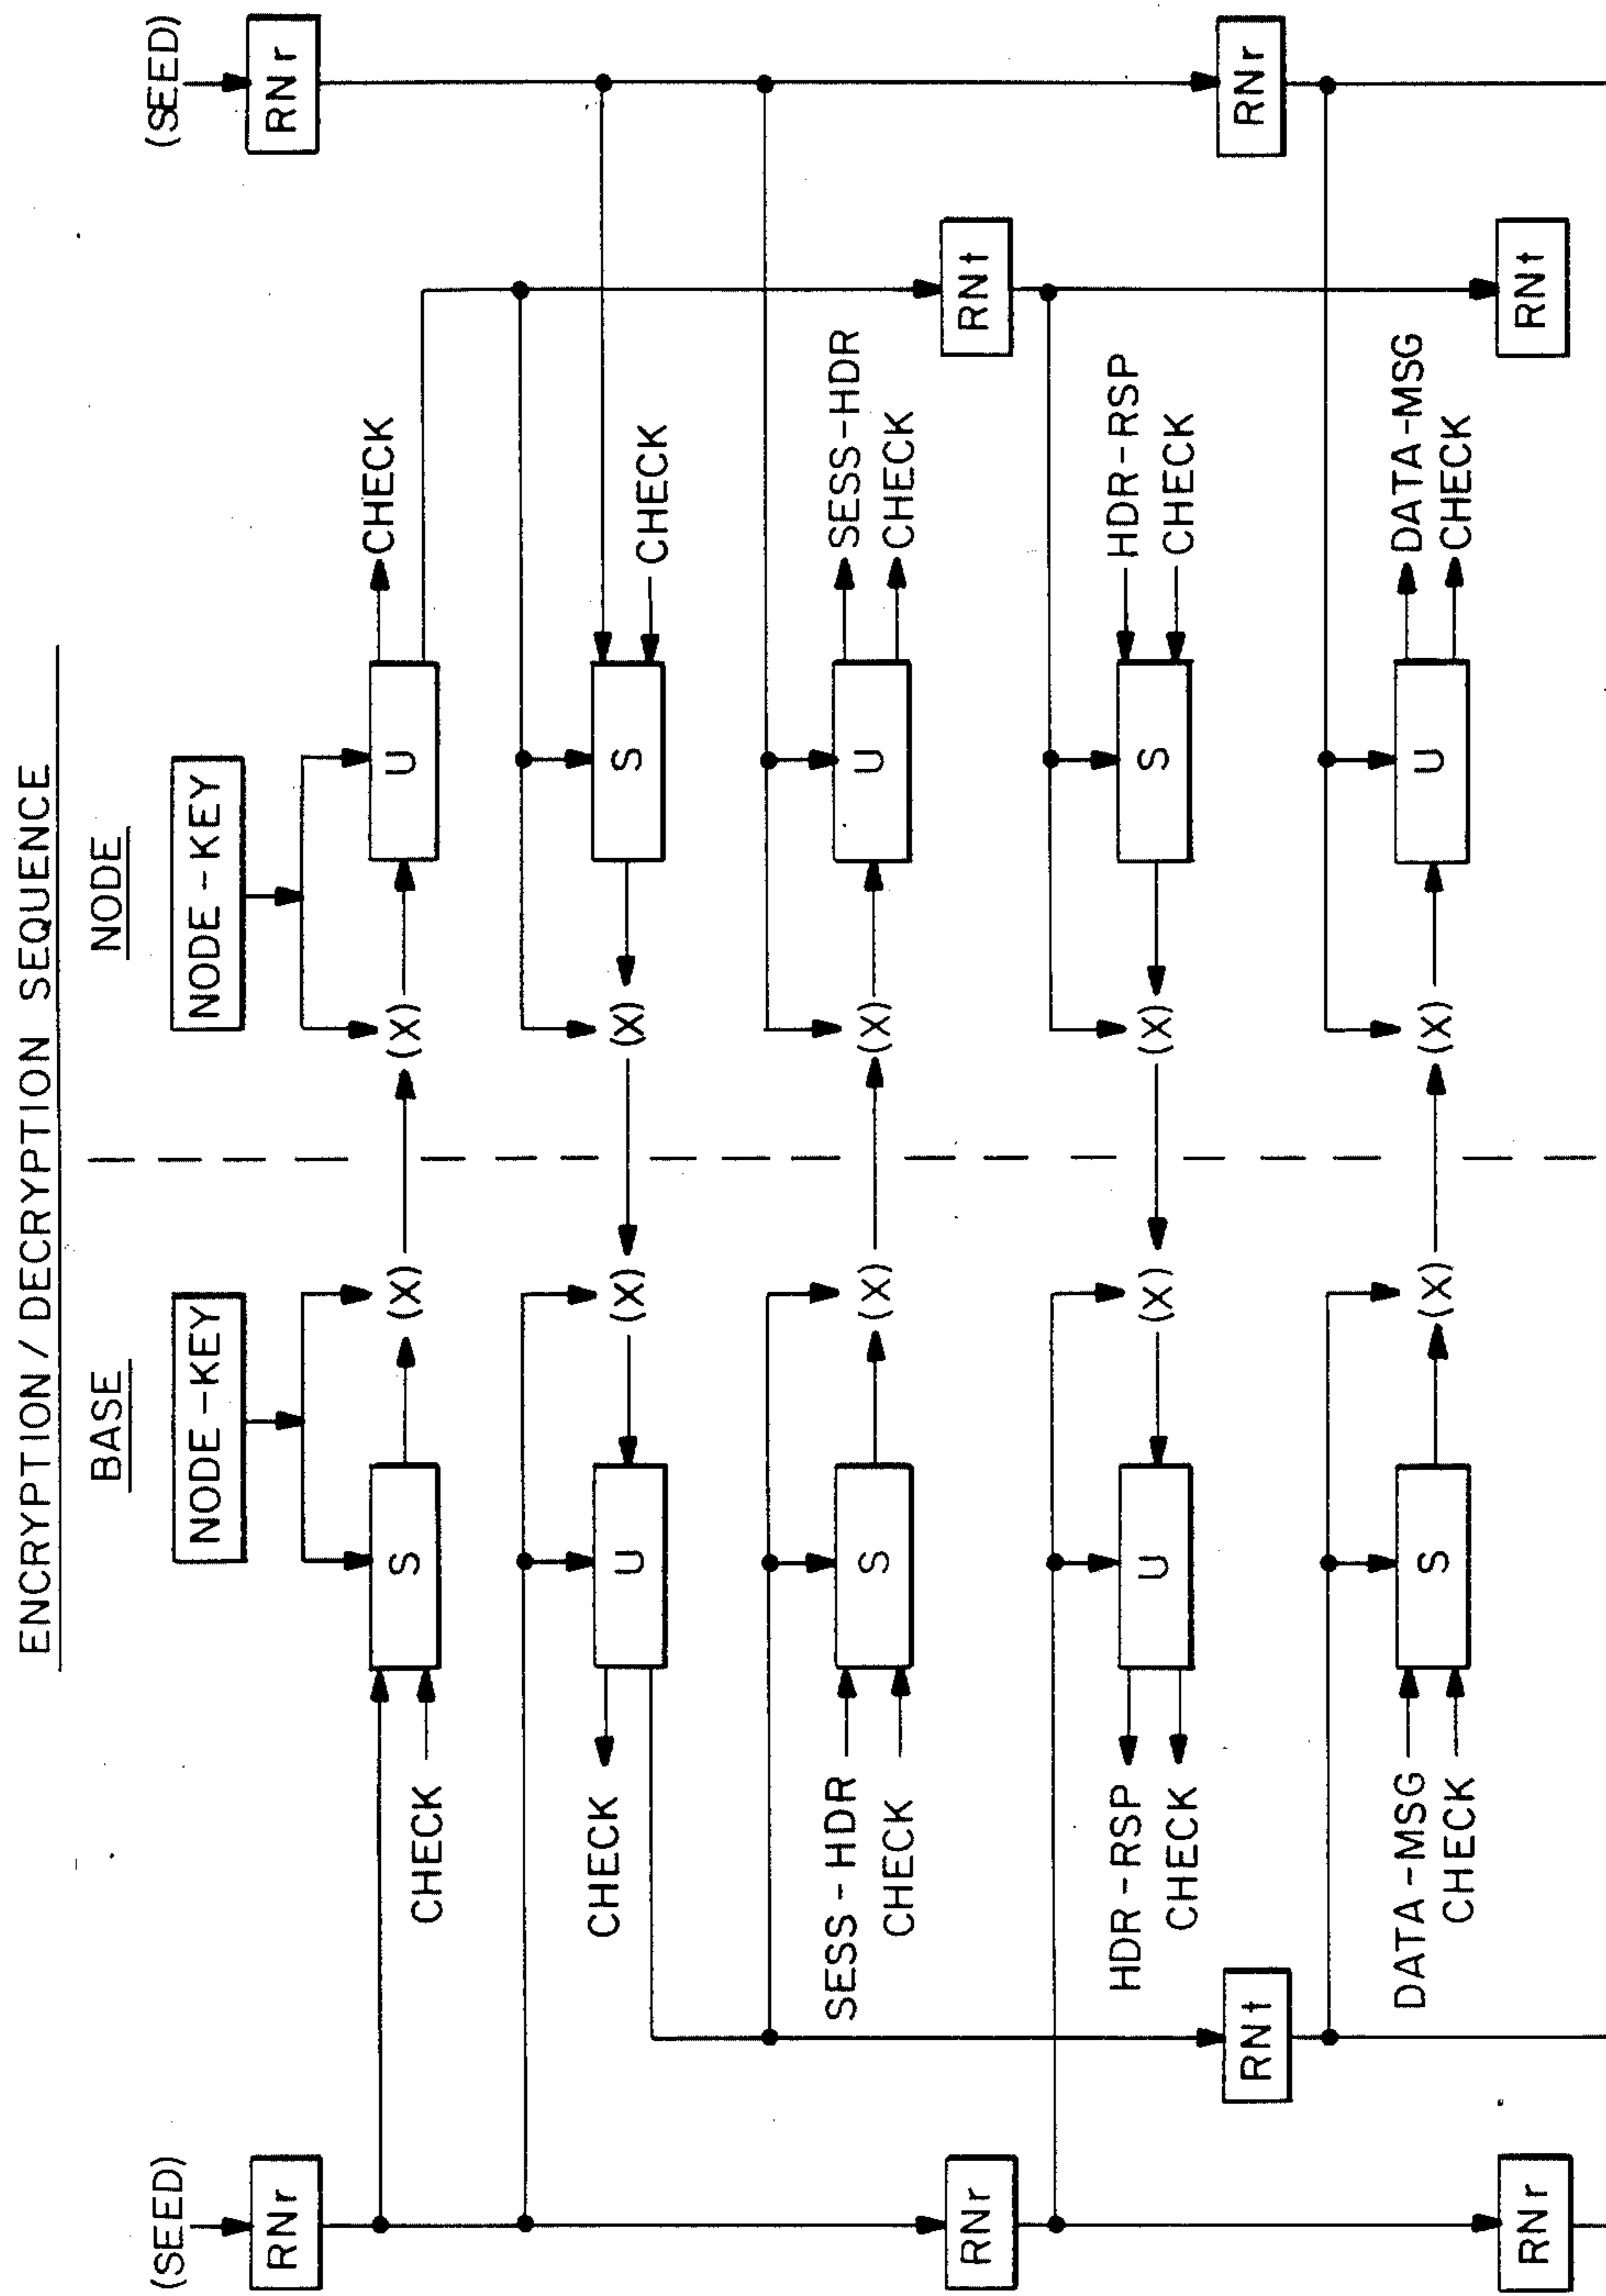 ENCRYPTION / DECRYPTION SEQUENCE
BASE
NODE
(SEED)
NODE-KEY
NODE-KEY
(SEED)
RNr
RNr
CHECK
S
(X)
(X)
U
CHECK
CHECK
U
(X)
(X)
S
CHECK
SESS-HDR
CHECK
S
(X)
(X)
U
SESS-HDR
CHECK
RNr
RNt
HDR-RSP
CHECK
U
(X)
(X)
S
HDR-RSP
CHECK
RNt
RNr
DATA-MSG
CHECK
S
(X)
(X)
U
DATA-MSG
CHECK
RNr
RNt